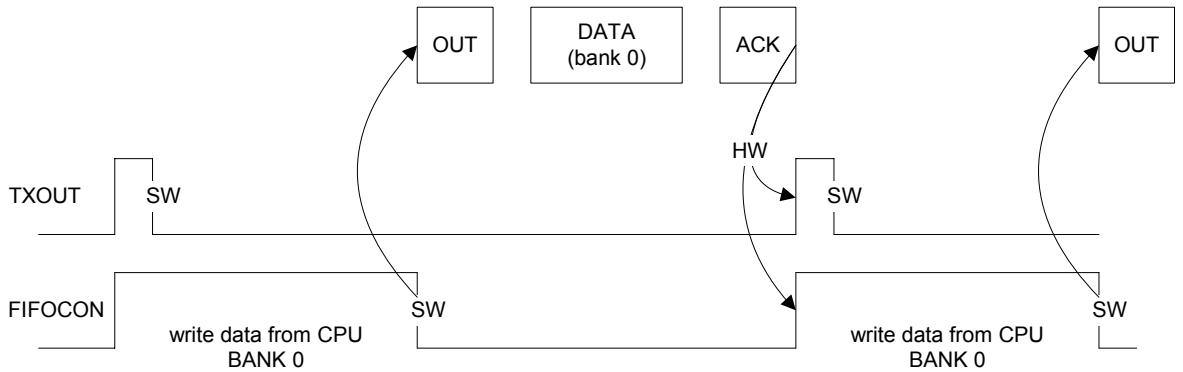 OUT
DATA
(bank 0)
ACK
OUT
HW
TXOUT
SW
SW
FIFOCON
SW
SW
write data from CPU
BANK 0
write data from CPU
BANK 0